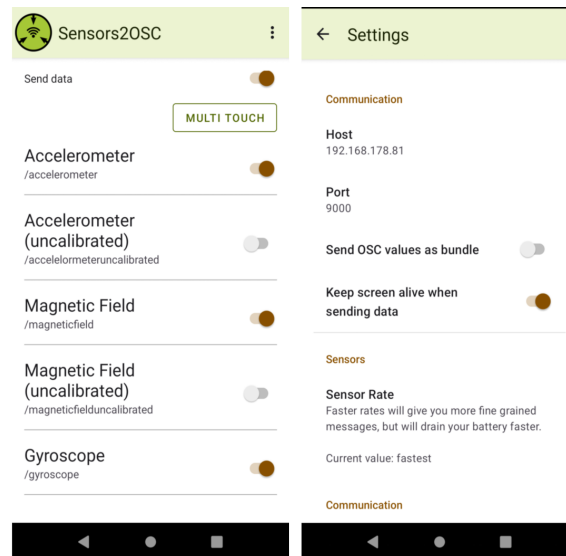 Sensors2OSC
Send data
MULTI TOUCH
Accelerometer
/accelerometer
Accelerometer
(uncalibrated)
/accelelormeteruncalibrated
Magnetic Field
/magneticfield
Magnetic Field
(uncalibrated)
/magneticfielduncalibrated
Gyroscope
/gyroscope
Settings
Communication
Host
192.168.178.81
Port
9000
Send OSC values as bundle
Keep screen alive when
sending data
Sensors
Sensor Rate
Faster rates will give you more fine grained
messages, but will drain your battery faster.
Current value: fastest
Communication